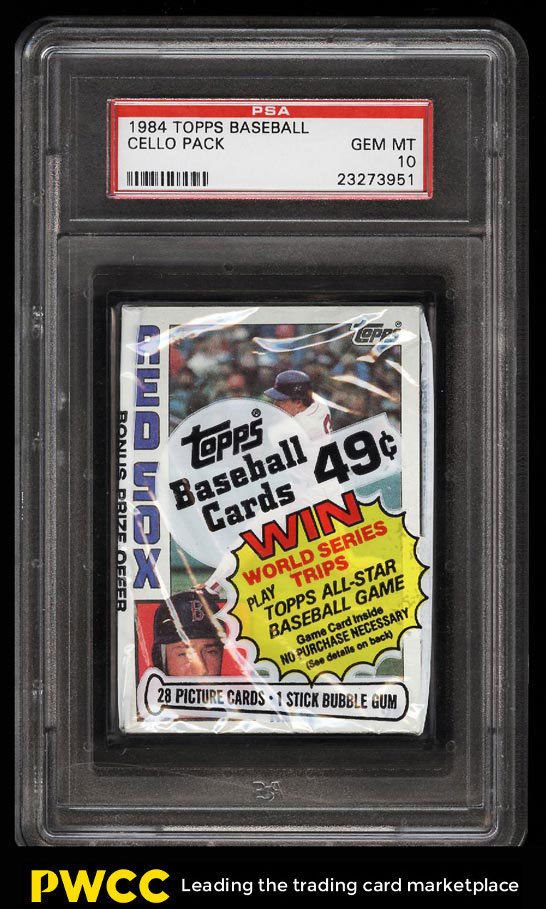 PSA
1984 TOPPS BASEBALL
CELLO PACK
GEM MT
10
23273951
Topps®
RED SOX
BONUS PRIZE OFFER
Topps®
Baseball
Cards
49¢
WIN
WORLD SERIES
TRIPS
PLAY
TOPPS ALL-STAR
BASEBALL GAME
Game Card Inside
NO PURCHASE NECESSARY
(See details on back)
B
28 PICTURE CARDS • 1 STICK BUBBLE GUM
PSA
PWCC Leading the trading card marketplace